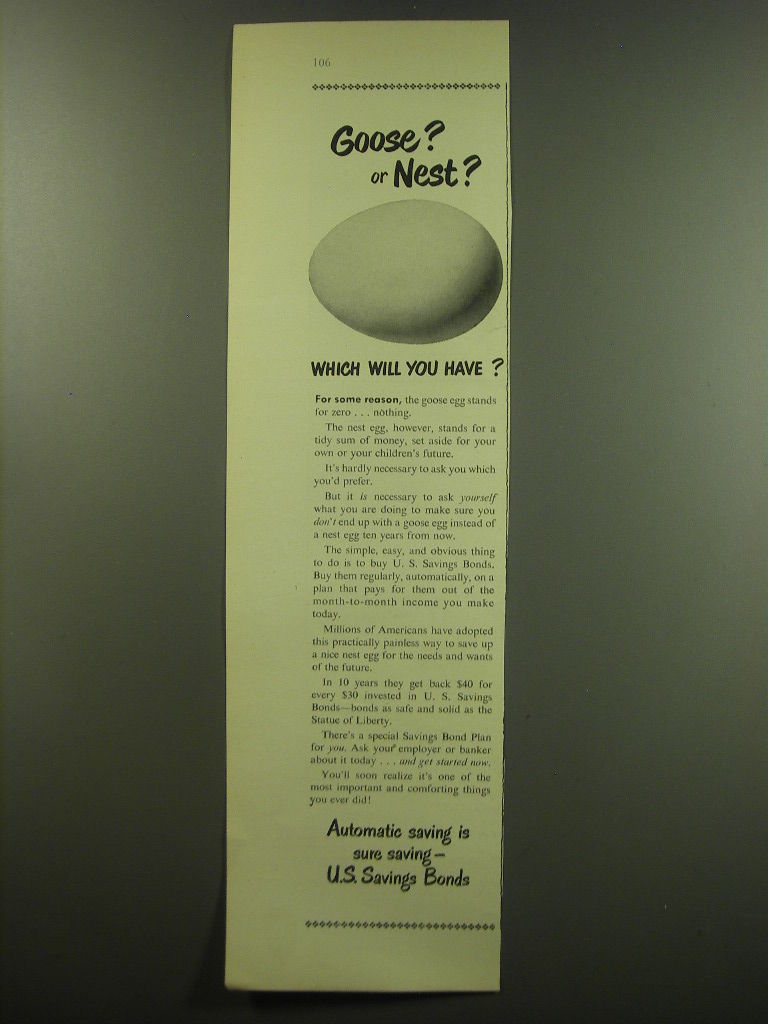 106
Goose?
or Nest?
WHICH WILL YOU HAVE ?
For some reason, the goose egg stands
for zero . . . nothing.
The nest egg, however, stands for a
tidy sum of money, set aside for your
own or your children's future.
It's hardly necessary to ask you which
you'd prefer.
But it is necessary to ask yourself
what you are doing to make sure you
don't end up with a goose egg instead of
a nest egg ten years from now.
The simple, easy, and obvious thing
to do is to buy U. S. Savings Bonds.
Buy them regularly, automatically, on a
plan that pays for them out of the
month-to-month income you make
today.
Millions of Americans have adopted
this practically painless way to save up
a nice nest egg for the needs and wants
of the future.
In 10 years they get back $40 for
every $30 invested in U. S. Savings
Bonds—bonds as safe and solid as the
Statue of Liberty.
There's a special Savings Bond Plan
for you. Ask your employer or banker
about it today . . . and get started now.
You'll soon realize it's one of the
most important and comforting things
you ever did!
Automatic saving is
sure saving—
U.S. Savings Bonds